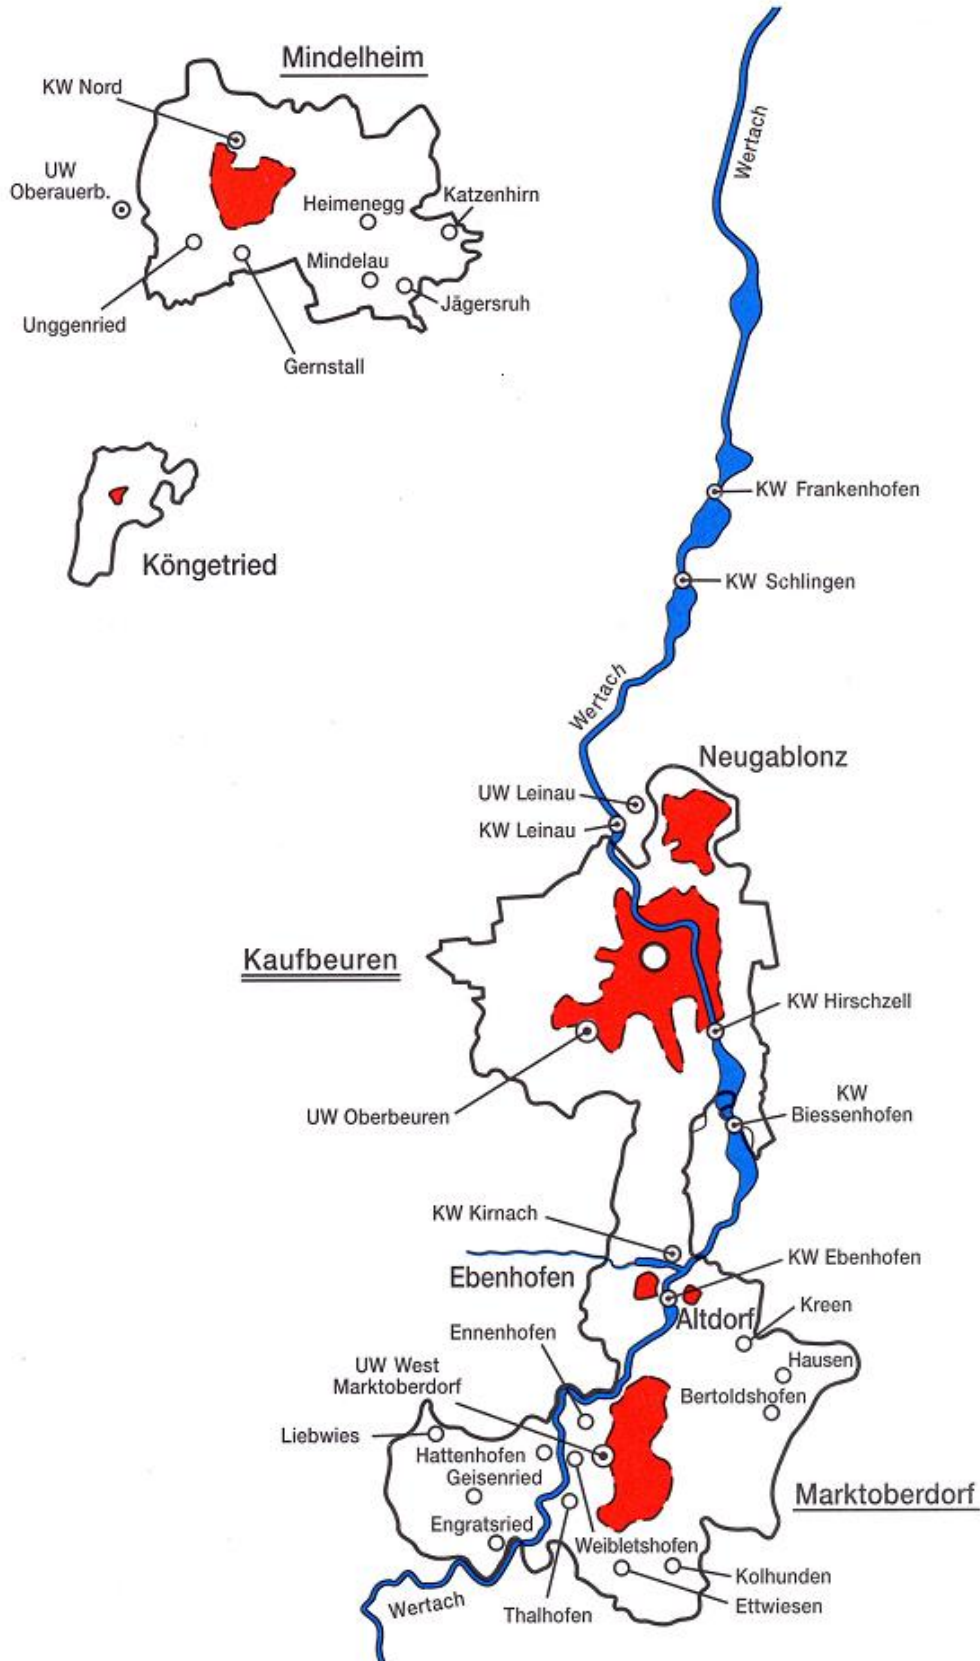 Mindelheim
KW Nord
UW
Oberauerb.
Heimenegg
Katzenhirn
Mindelau
Jägersruh
Unggenried
Gernstall
Wertach
KW Frankenhofen
Köngetried
KW Schlingen
Wertach
Neugablonz
UW Leinau
KW Leinau
Kaufbeuren
KW Hirschzell
KW
Biessenhofen
UW Oberbeuren
KW Kirnach
KW Ebenhofen
Ebenhofen
Altdorf
Kreen
Ennenhofen
Hausen
UW West
Marktoberdorf
Bertoldshofen
Liebwies
Hattenhofen
Geisenried
Marktoberdorf
Engratsried
Weibletshofen
Kolhunden
Wertach
Thalhofen
Ettwiesen